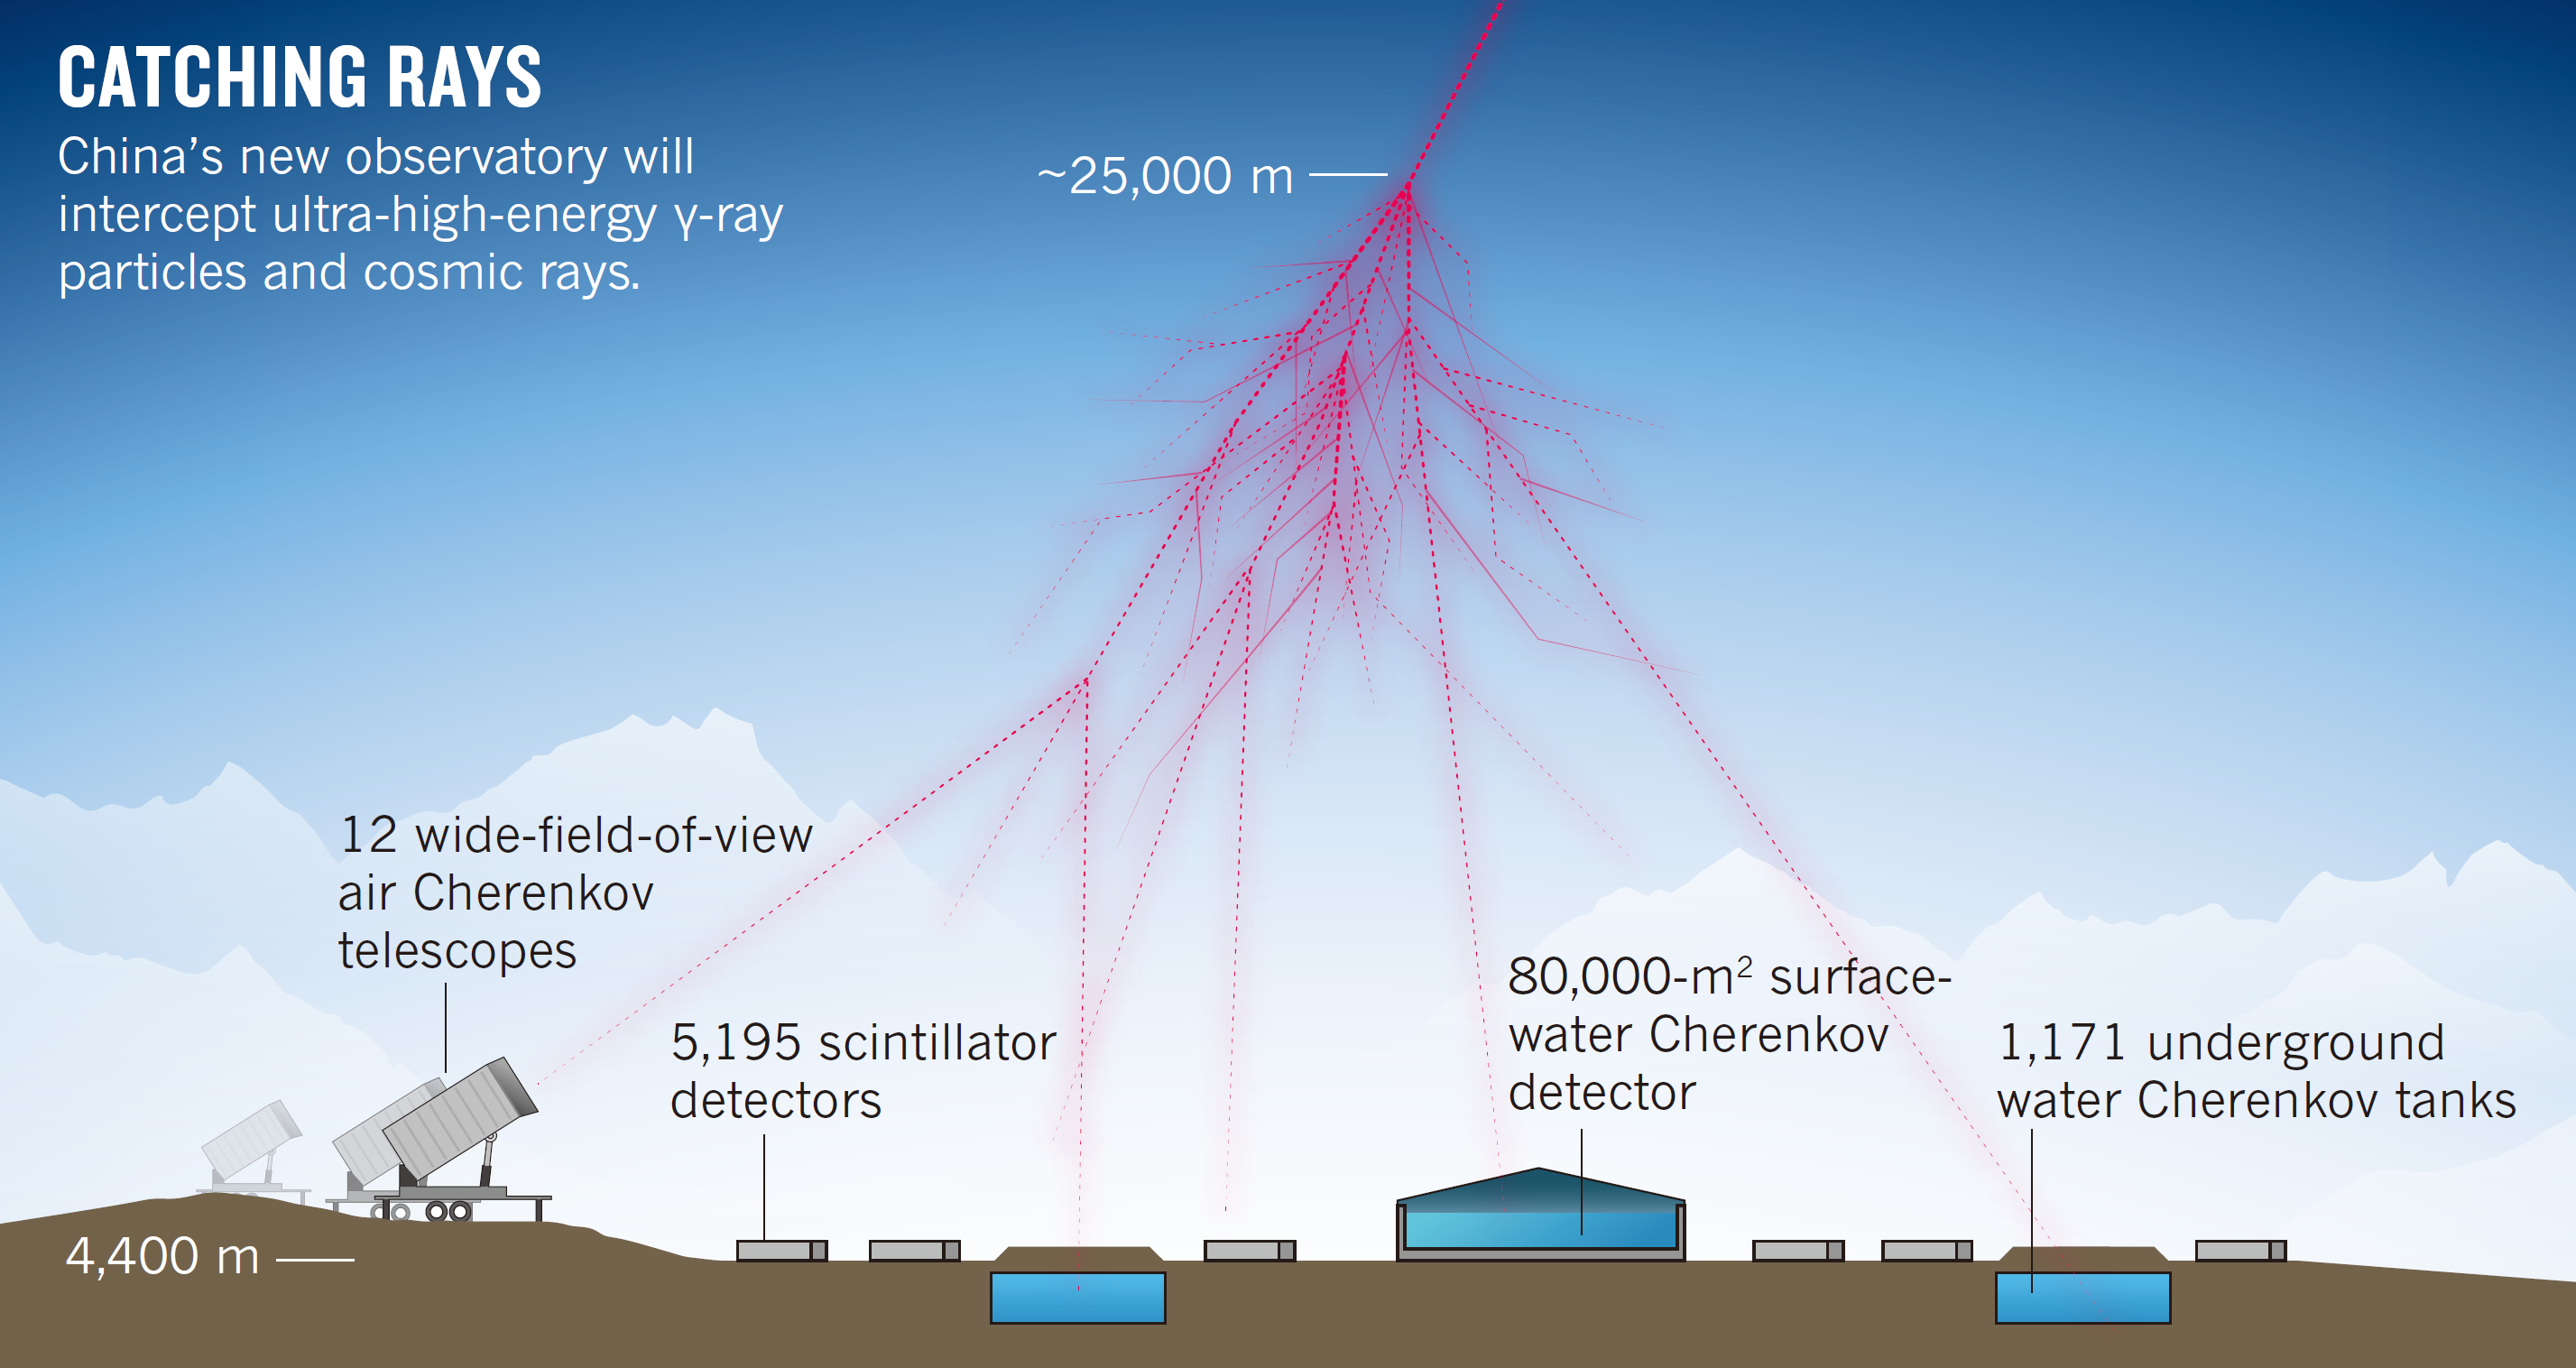 CATCHING RAYS
China’s new observatory will
intercept ultra-high-energy γ-ray
particles and cosmic rays.
~25,000 m
12 wide-field-of-view
air Cherenkov
telescopes
5,195 scintillator
detectors
80,000-m² surface-
water Cherenkov
detector
1,171 underground
water Cherenkov tanks
4,400 m